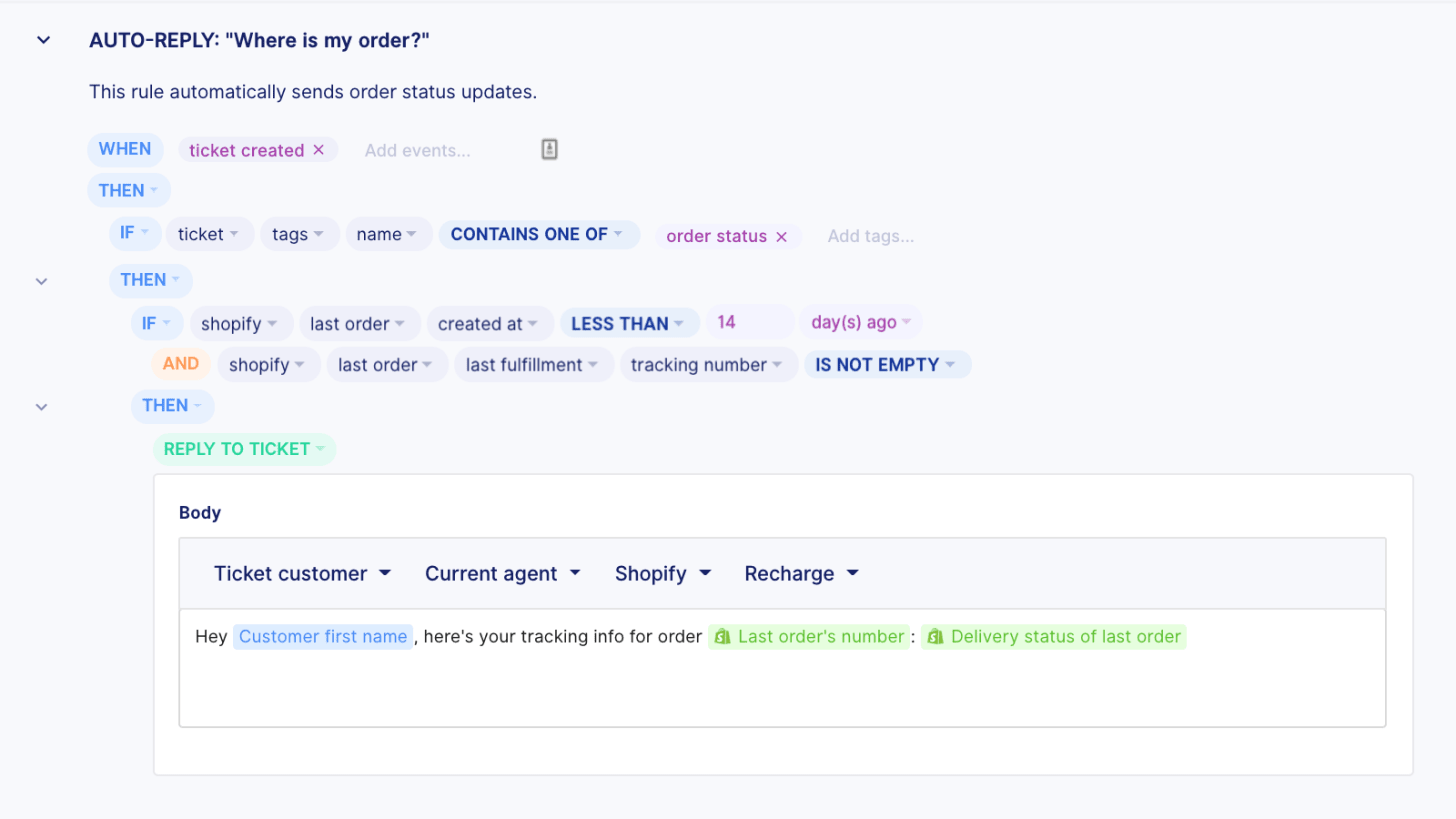 AUTO-REPLY: "Where is my order?"
This rule automatically sends order status updates.
WHEN ticket created × Add events...
THEN
IF ticket tags name CONTAINS ONE OF order status × Add tags...
THEN
IF shopify last order created at LESS THAN 14 day(s) ago
AND shopify last order last fulfillment tracking number IS NOT EMPTY
THEN
REPLY TO TICKET
Body
Ticket customer Current agent Shopify Recharge
Hey Customer first name, here's your tracking info for order Last order's number : Delivery status of last order